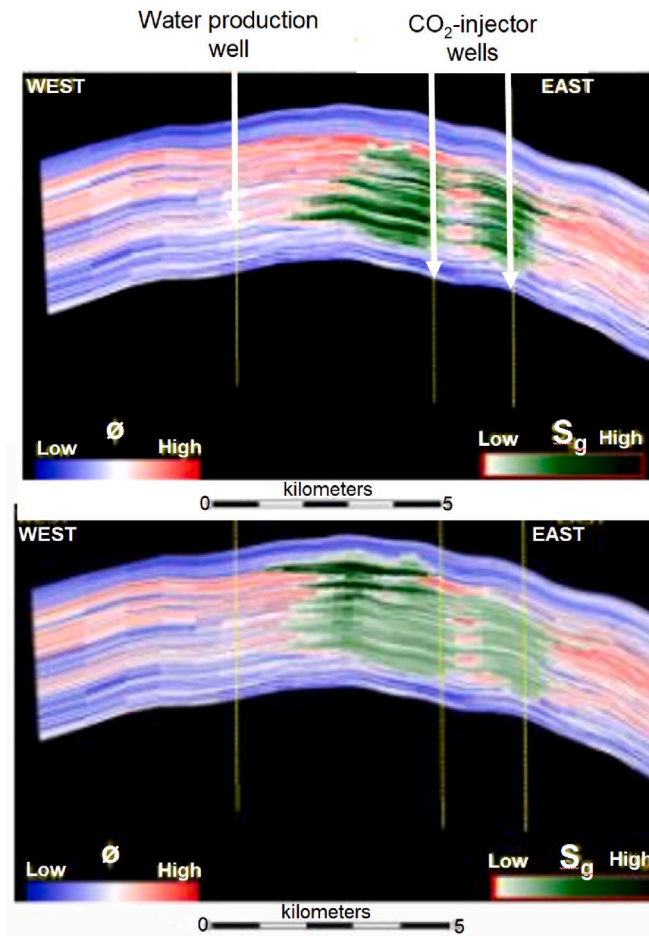 Water production
well
CO₂-injector
wells
WEST
EAST
ø
Low
High
Sg
Low
High
kilometers
0
5
WEST
EAST
ø
Low
High
Sg
Low
High
kilometers
0
5